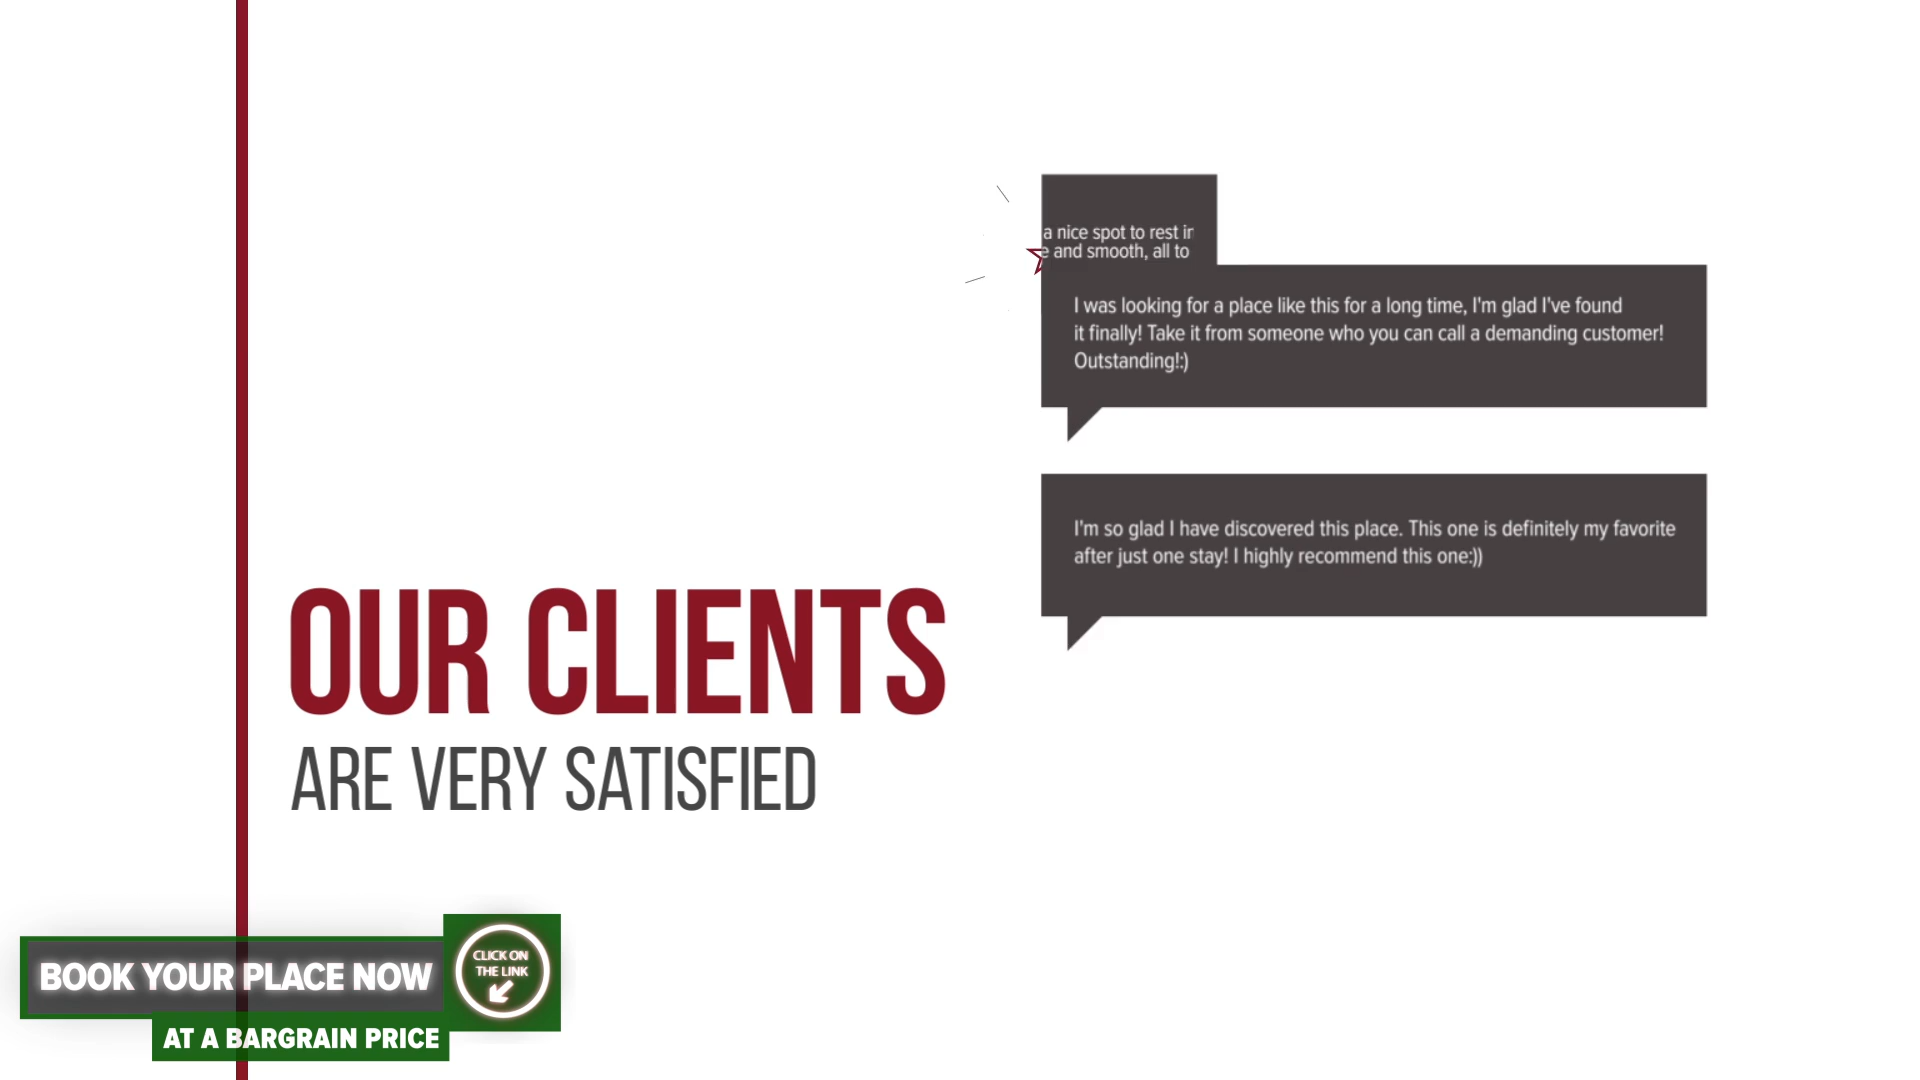 a nice spot to rest in
and smooth, all to
I was looking for a place like this for a long time, I'm glad I've found
it finally! Take it from someone who you can call a demanding customer!
Outstanding!:)
I'm so glad I have discovered this place. This one is definitely my favorite
after just one stay! I highly recommend this one:))
OUR CLIENTS
ARE VERY SATISFIED
BOOK YOUR PLACE NOW
CLICK ON
THE LINK
AT A BARGRAIN PRICE